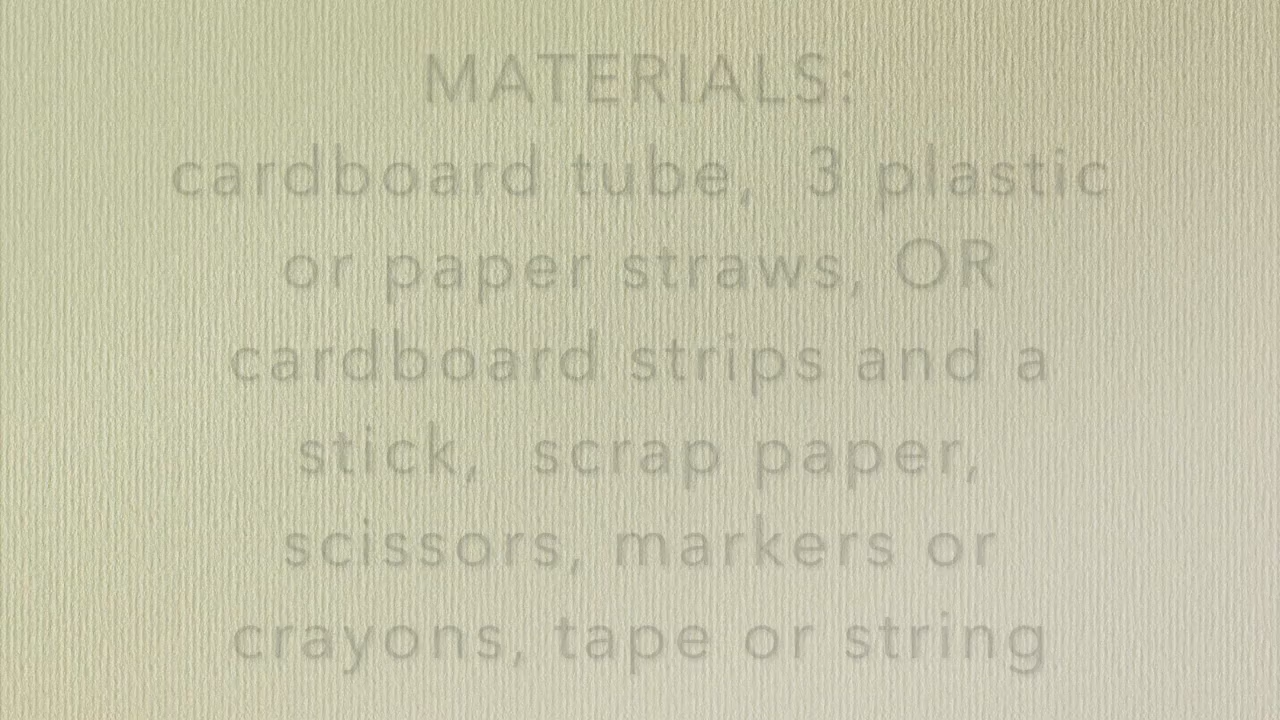 MATERIALS:
cardboard tube, 3 plastic
or paper straws, OR
cardboard strips and a
stick, scrap paper,
scissors, markers or
crayons, tape or string